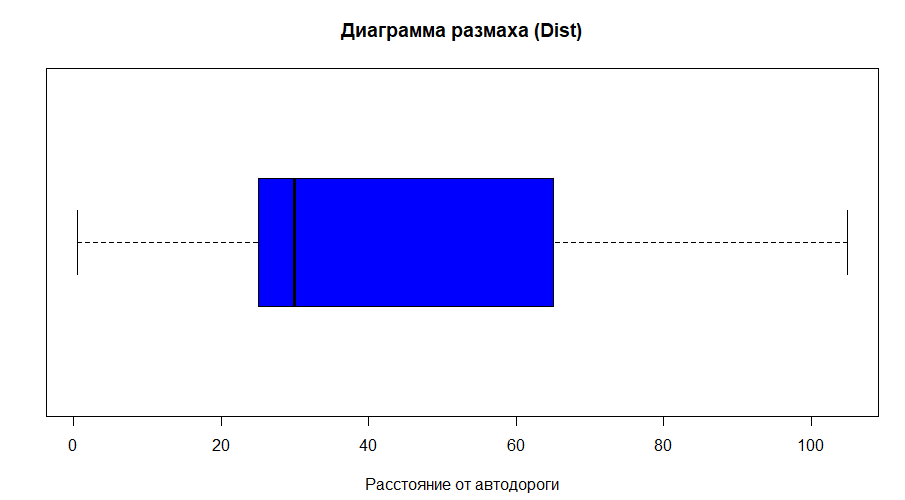 Диаграмма размаха (Dist)
0 20 40 60 80 100
Расстояние от автодороги